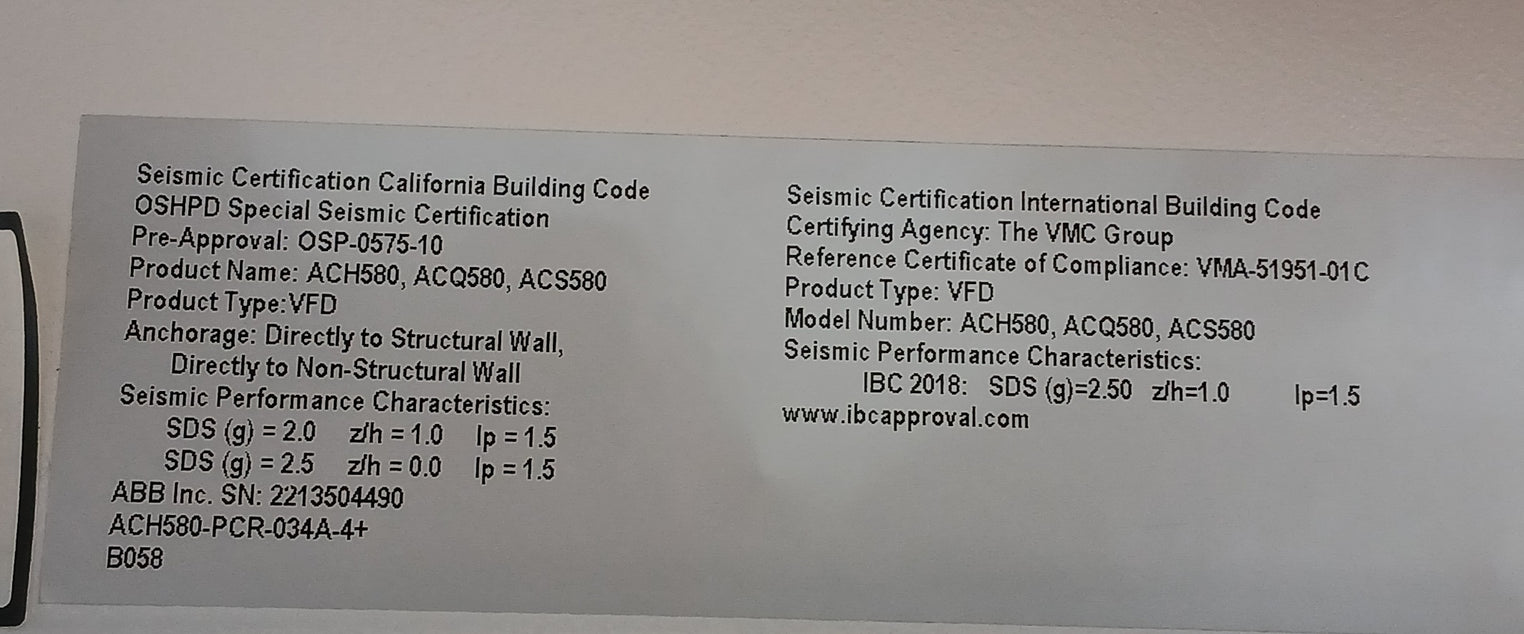 Seismic Certification California Building Code
OSHPD Special Seismic Certification
Pre-Approval: OSP-0575-10
Product Name: ACH580, ACQ580, ACS580
Product Type:VFD
Anchorage: Directly to Structural Wall,
Directly to Non-Structural Wall
Seismic Performance Characteristics:
SDS (g) = 2.0 z/h = 1.0 Ip = 1.5
SDS (g) = 2.5 z/h = 0.0 Ip = 1.5
ABB Inc. SN: 2213504490
ACH580-PCR-034A-4+
B058
Seismic Certification International Building Code
Certifying Agency: The VMC Group
Reference Certificate of Compliance: VMA-51951-01C
Product Type: VFD
Model Number: ACH580, ACQ580, ACS580
Seismic Performance Characteristics:
IBC 2018: SDS (g)=2.50 z/h=1.0 Ip=1.5
www.ibcapproval.com